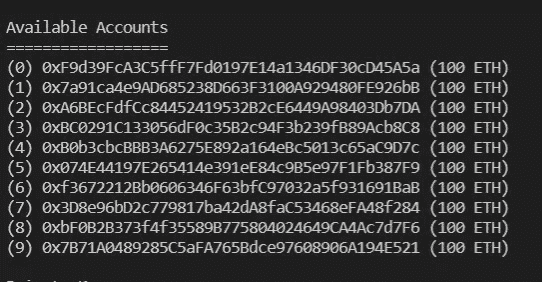 Available Accounts
==================
(0) 0xF9d39FcA3C5ffF7Fd0197E14a1346DF30cD45A5a (100 ETH)
(1) 0x7a91ca4e9AD685238D663F3100A929480FE926bB (100 ETH)
(2) 0xA6BEcFdfCc84452419532B2cE6449A98403Db7DA (100 ETH)
(3) 0xBC0291C133056dF0c35B2c94F3b239fB89Acb8C8 (100 ETH)
(4) 0xB0b3cbcBBB3A6275E892a164eBc5013c65aC9D7c (100 ETH)
(5) 0x074E44197E265414e391eE84c9B5e97F1Fb387F9 (100 ETH)
(6) 0xf3672212Bb0606346F63bfC97032a5f931691BaB (100 ETH)
(7) 0x3D8e96bD2c779817ba42dA8faC53468eFA48f284 (100 ETH)
(8) 0xbF0B2B373f4f35589B775804024649CA4Ac7d7F6 (100 ETH)
(9) 0x7B71A0489285C5aFA765Bdce97608906A194E521 (100 ETH)